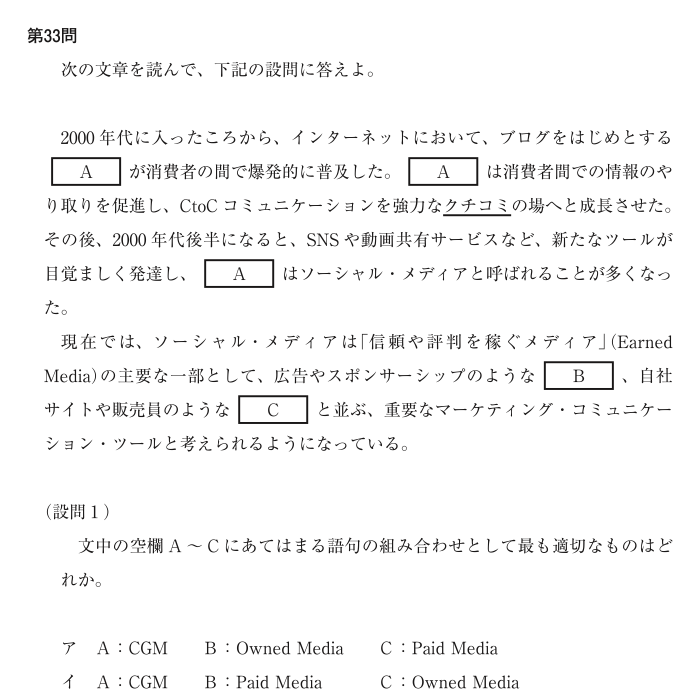 第33問
次の文章を読んで、下記の設問に答えよ。
2000 年代に入ったころから、インターネットにおいて、ブログをはじめとする
A が消費者の間で爆発的に普及した。 A は消費者間での情報のや
り取りを促進し、CtoC コミュニケーションを強力なクチコミの場へと成長させた。
その後、2000 年代後半になると、SNS や動画共有サービスなど、新たなツールが
目覚ましく発達し、 A はソーシャル・メディアと呼ばれることが多くなっ
た。
現在では、ソーシャル・メディアは「信頼や評判を稼ぐメディア」(Earned
Media)の主要な一部として、広告やスポンサーシップのような B 、自社
サイトや販売員のような C と並ぶ、重要なマーケティング・コミュニケー
ション・ツールと考えられるようになっている。
(設問1)
文中の空欄 A ~ C にあてはまる語句の組み合わせとして最も適切なものはど
れか。
ア A:CGM B:Owned Media C:Paid Media
イ A:CGM B:Paid Media C:Owned Media